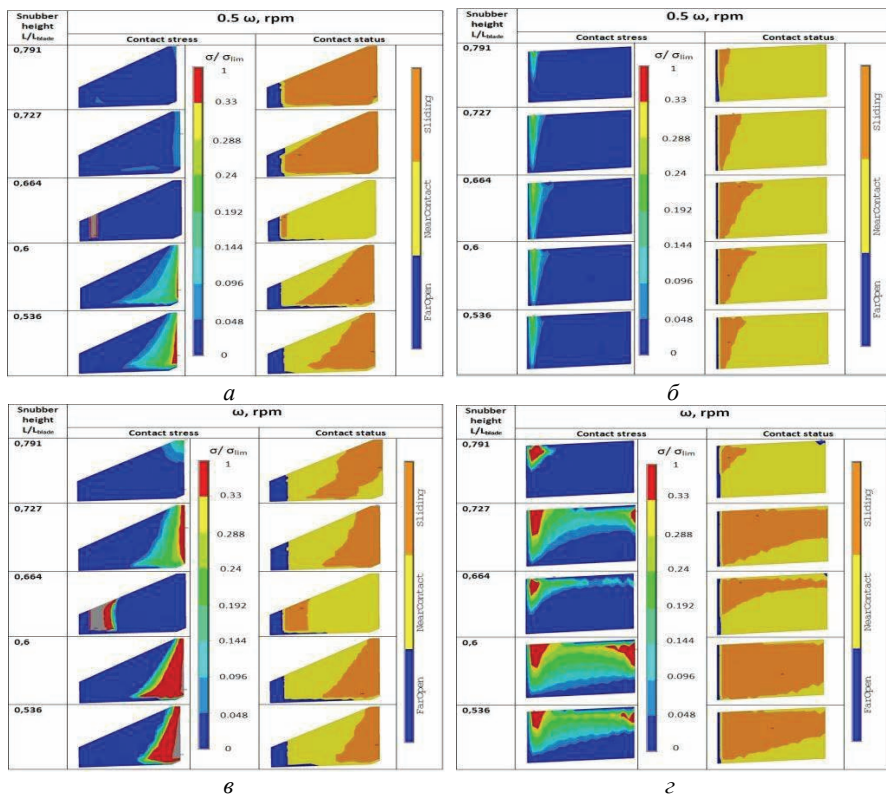 Snubber height L/Lblade
0.5 ω, rpm
Contact stress
Contact status
0,791
0,727
0,664
0,6
0,536
σ/ σlim
1
0.33
0.288
0.24
0.192
0.144
0.096
0.048
0
Sliding
NearContact
FarOpen
а
Snubber height L/Lblade
0.5 ω, rpm
Contact stress
Contact status
0,791
0,727
0,664
0,6
0,536
σ/ σlim
1
0.33
0.288
0.24
0.192
0.144
0.096
0.048
0
Sliding
NearContact
FarOpen
б
Snubber height L/Lblade
ω, rpm
Contact stress
Contact status
0,791
0,727
0,664
0,6
0,536
σ/ σlim
1
0.33
0.288
0.24
0.192
0.144
0.096
0.048
0
Sliding
NearContact
FarOpen
в
Snubber height L/Lblade
ω, rpm
Contact stress
Contact status
0,791
0,727
0,664
0,6
0,536
σ/ σlim
1
0.33
0.288
0.24
0.192
0.144
0.096
0.048
0
Sliding
NearContact
FarOpen
г